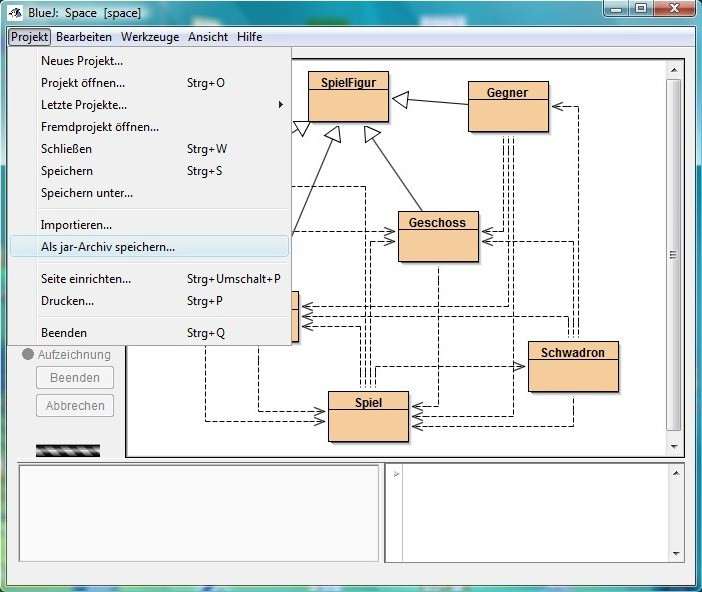 BlueJ: Space [space]
Projekt Bearbeiten Werkzeuge Ansicht Hilfe
Neues Projekt...
Projekt öffnen... Strg+O
Letzte Projekte...
Fremdprojekt öffnen...
Schließen Strg+W
Speichern Strg+S
Speichern unter...
Importieren...
Als jar-Archiv speichern...
Seite einrichten... Strg+Umschalt+P
Drucken... Strg+P
Beenden Strg+Q
Aufzeichnung
Beenden
Abbrechen
SpielFigur
Gegner
Geschoss
Schwadron
Spiel